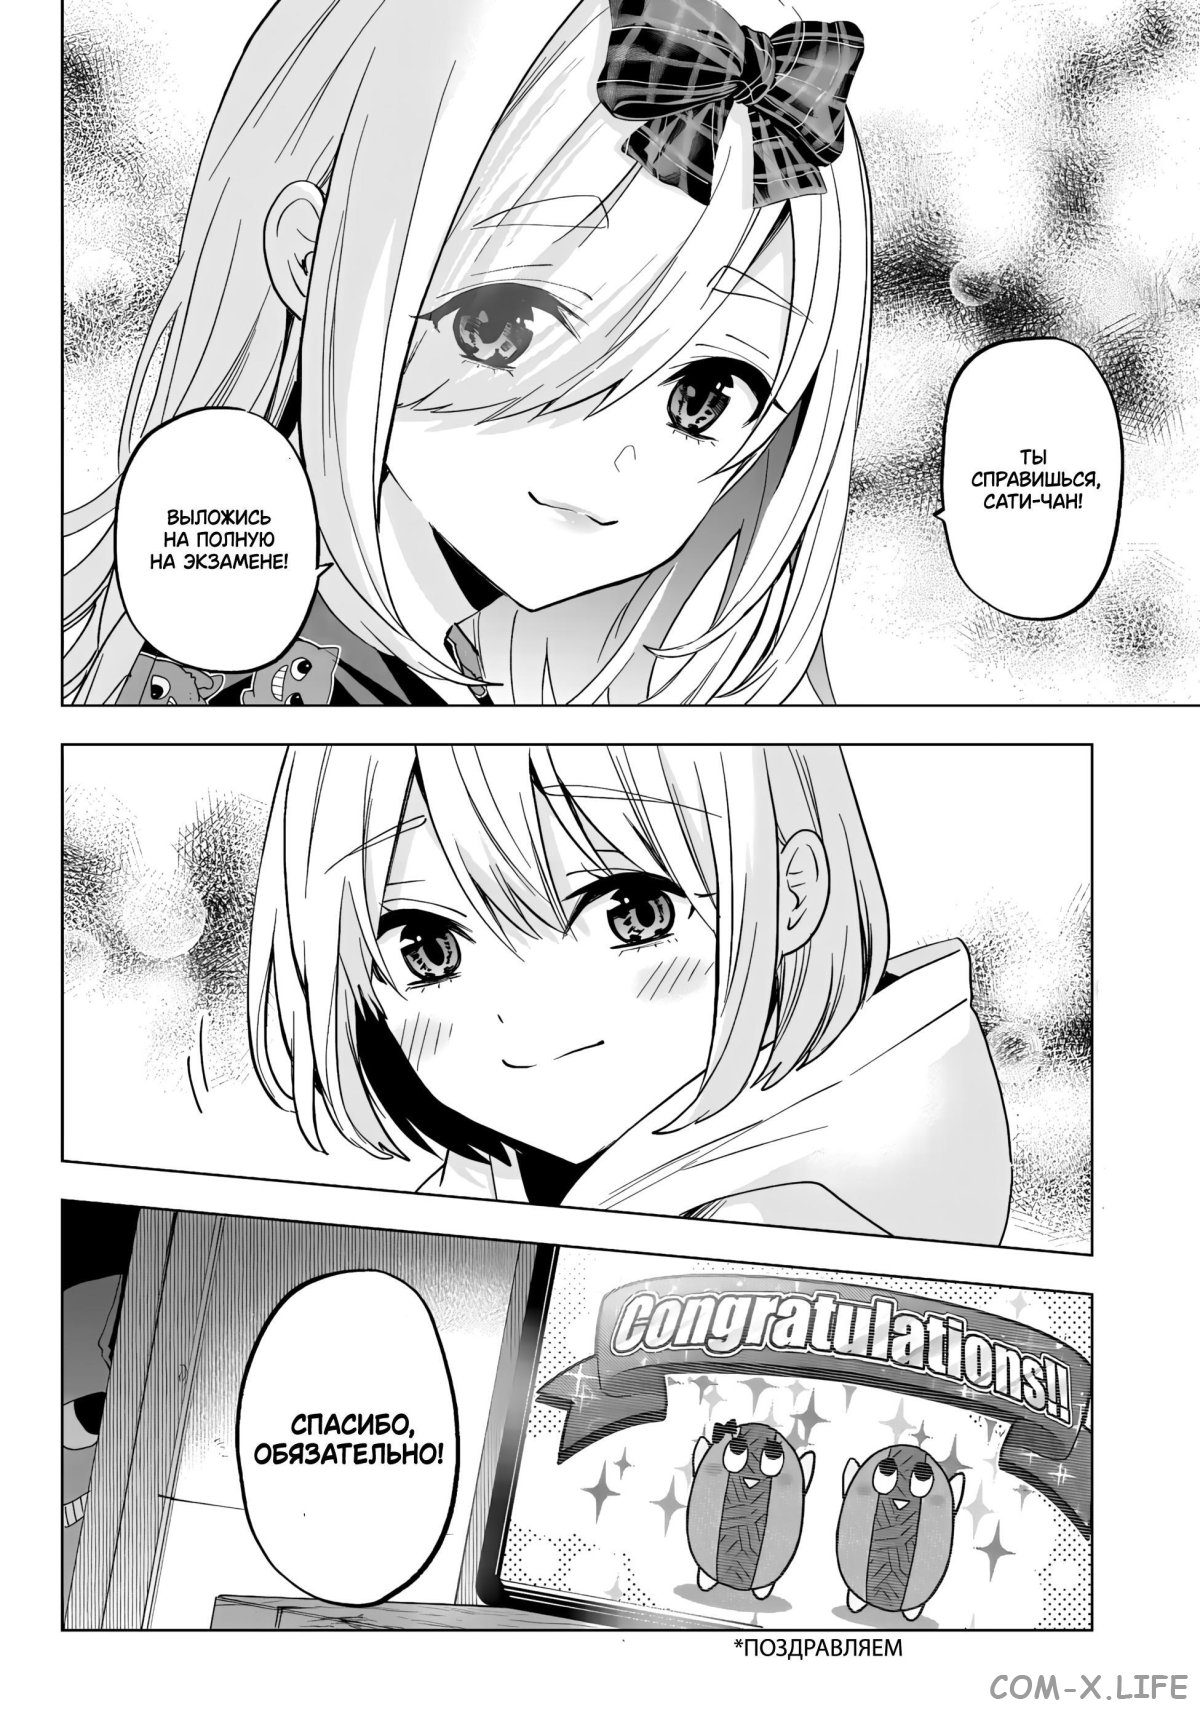 ТЫ
СПРАВИШЬСЯ,
САТИ-ЧАН!
ВЫЛОЖИСЬ
НА ПОЛНУЮ
НА ЭКЗАМЕНЕ!
СПАСИБО,
ОБЯЗАТЕЛЬНО!
Congratulations!!
*ПОЗДРАВЛЯЕМ
COM-X.LIFE